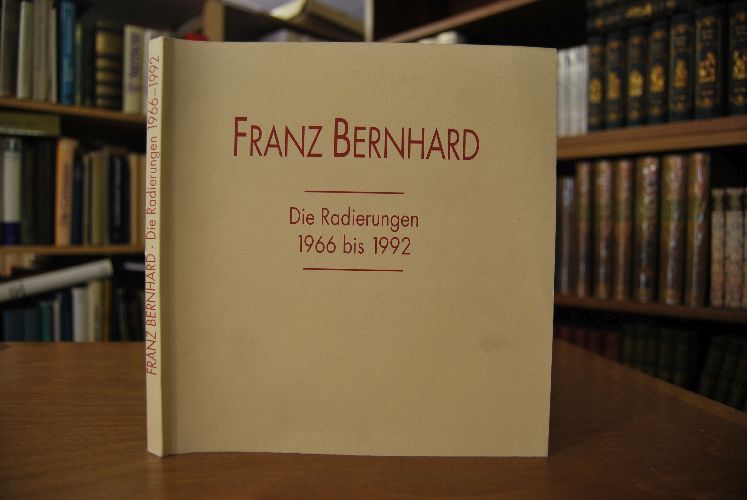 FRANZ BERNHARD · Die Radierungen 1966–1992
FRANZ BERNHARD
Die Radierungen
1966 bis 1992